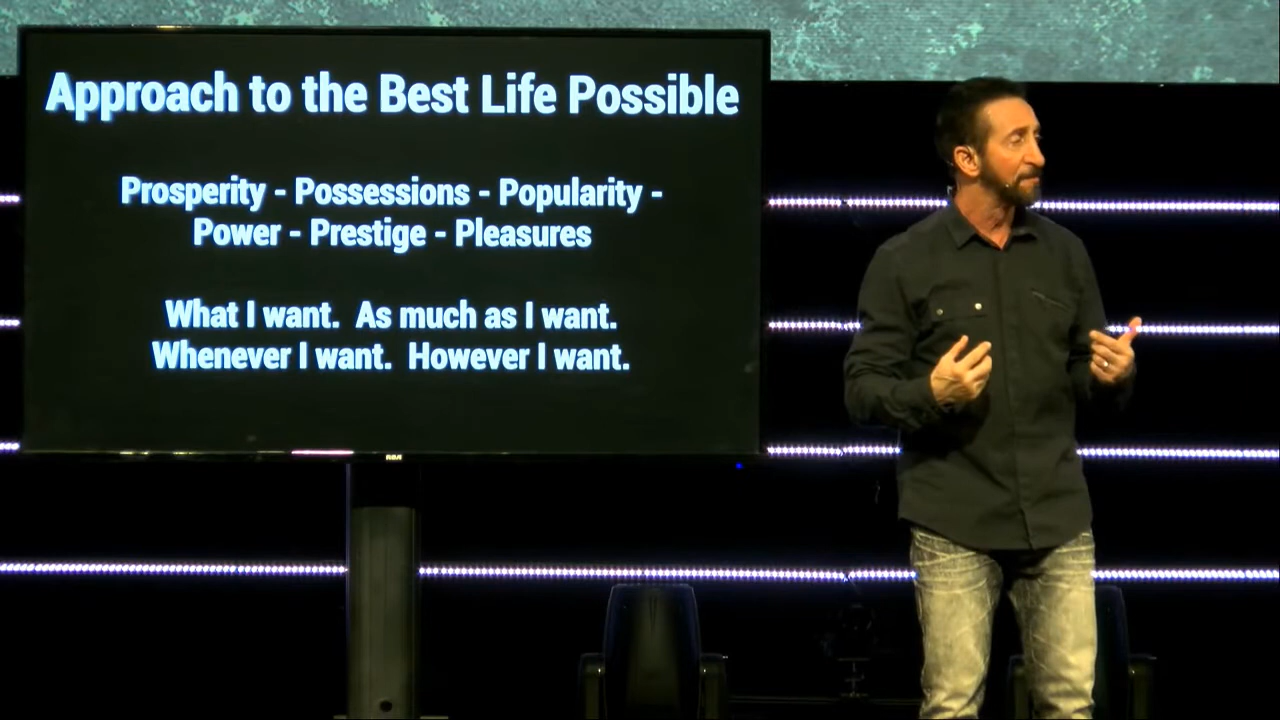 Approach to the Best Life Possible
Prosperity - Possessions - Popularity -
Power - Prestige - Pleasures
What I want.  As much as I want.
Whenever I want.  However I want.
RCA